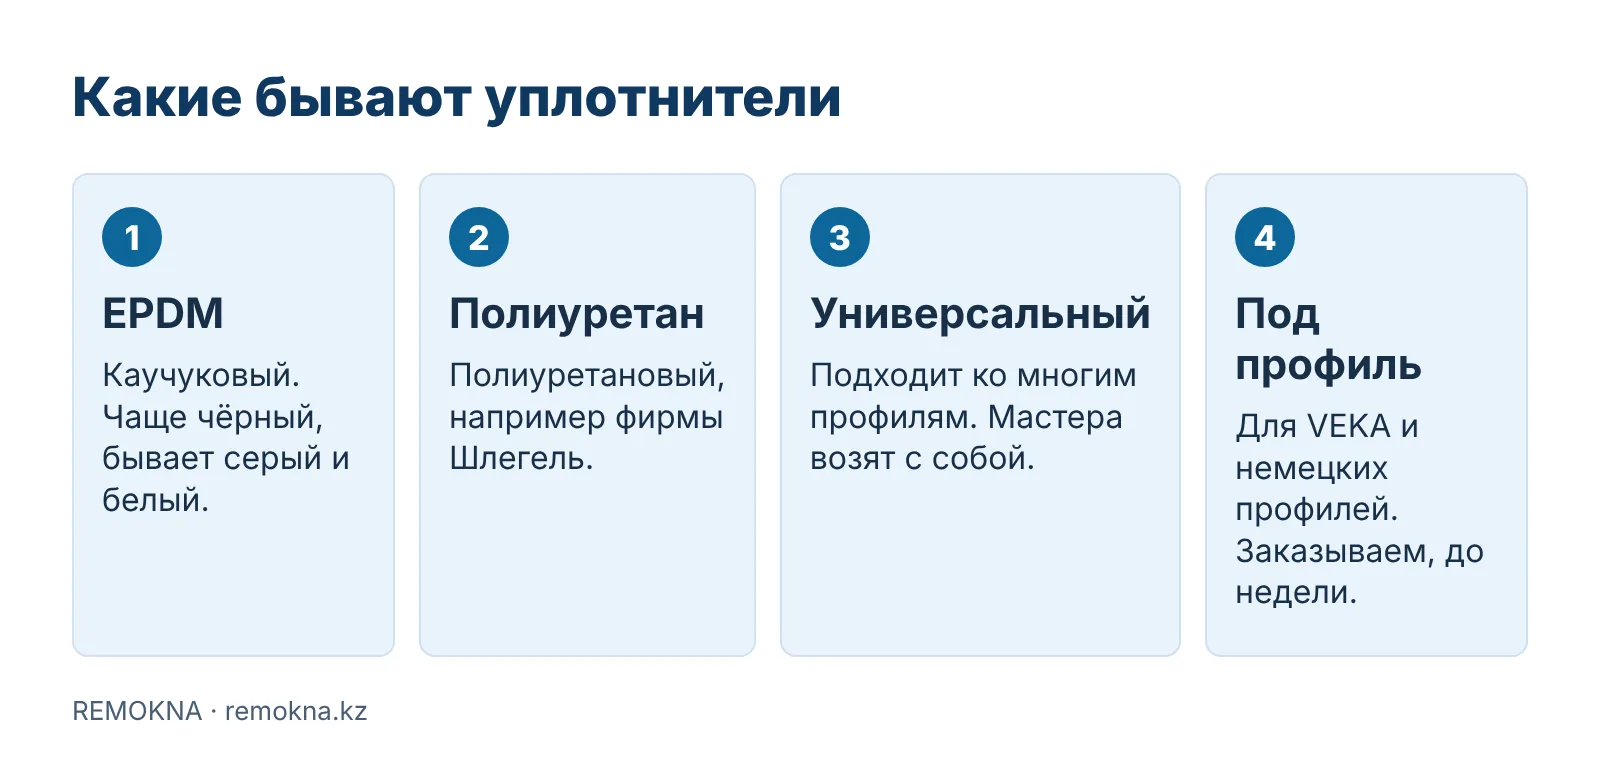 Какие бывают уплотнители
1
EPDM
Каучуковый.
Чаще чёрный,
бывает серый и
белый.
2
Полиуретан
Полиуретановый,
например фирмы
Шлегель.
3
Универсальный
Подходит ко многим
профилям. Мастера
возят с собой.
4
Под
профиль
Для VEKA и
немецких
профилей.
Заказываем, до
недели.
REMOKNA · remokna.kz